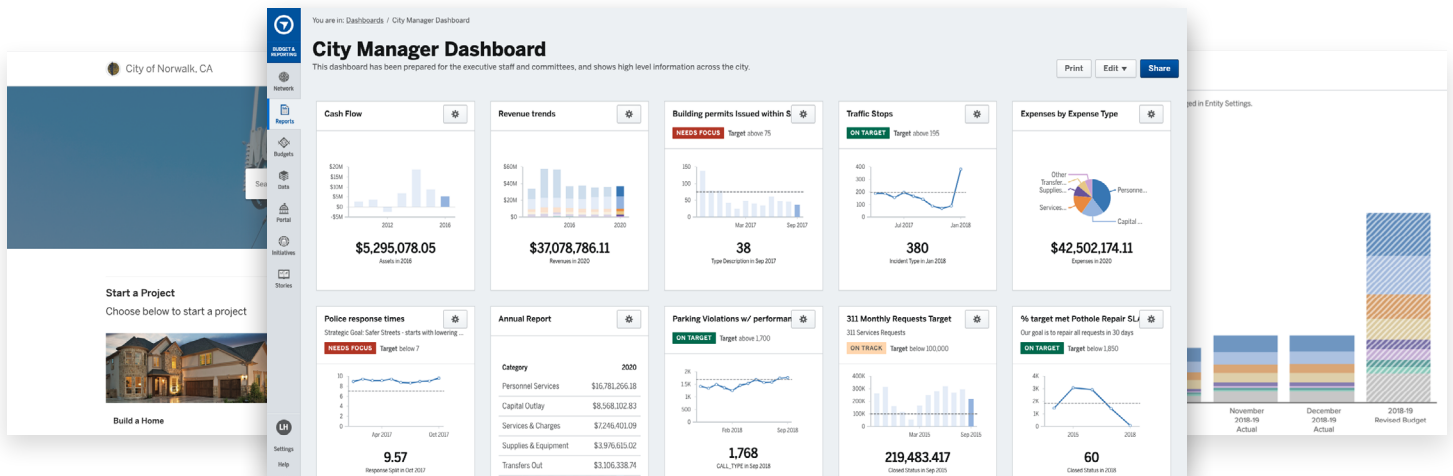 City of Norwalk, CA
Sea
Start a Project
Choose below to start a project
Build a Home
BUDGET &
REPORTING
Network
Reports
Budgets
Data
Portal
Initiatives
Stories
LH
Settings
Help
You are in: Dashboards / City Manager Dashboard
City Manager Dashboard
This dashboard has been prepared for the executive staff and committees, and shows high level information across the city.
Print
Edit
Share
Cash Flow
$20M
$15M
$10M
$5M
$0
-$5M
2012
2016
$5,295,078.05
Assets in 2016
Revenue trends
$60M
$40M
$20M
$0
2016
2020
$37,078,786.11
Revenues in 2020
Building permits Issued within S
NEEDS FOCUS Target above 75
150
100
50
0
Mar 2017
Sep 2017
38
Type Description in Sep 2017
Traffic Stops
ON TARGET Target above 195
400
300
200
100
0
Jul 2017
Jan 2018
380
Incident Type in Jan 2018
Expenses by Expense Type
Other
Transfer...
Supplies...
Services...
Personne...
Capital ...
$42,502,174.11
Expenses in 2020
Police response times
Strategic Goal: Safer Streets - starts with lowering ...
NEEDS FOCUS Target below 7
10
8
6
4
2
0
Apr 2017
Oct 2017
9.57
Response Split in Oct 2017
Annual Report
Category 2020
Personnel Services $16,781,266.18
Capital Outlay $8,568,102.83
Services & Charges $7,246,401.09
Supplies & Equipment $3,976,615.02
Transfers Out $3,106,338.74
Parking Violations w/ performan
ON TARGET Target above 1,700
2K
1.5K
1K
500
0
Feb 2018
Sep 2018
1,768
CALL_TYPE in Sep 2018
311 Monthly Requests Target
311 Services Requests
ON TRACK Target below 100,000
400K
300K
200K
100K
0
Mar 2015
Sep 2015
219,483.417
Closed Status in Sep 2015
% target met Pothole Repair SL
Our goal is to repair all requests in 30 days
ON TARGET Target below 1,850
4K
3K
2K
1K
0
2015
2018
60
Closed Status in 2018
ged in Entity Settings.
November
2018-19
Actual
December
2018-19
Actual
2018-19
Revised Budget